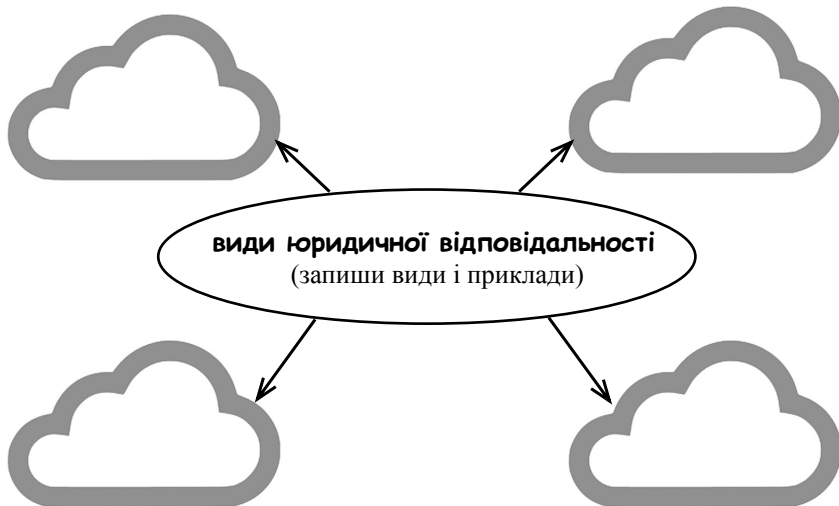 види юридичної відповідальності
(запиши види і приклади)